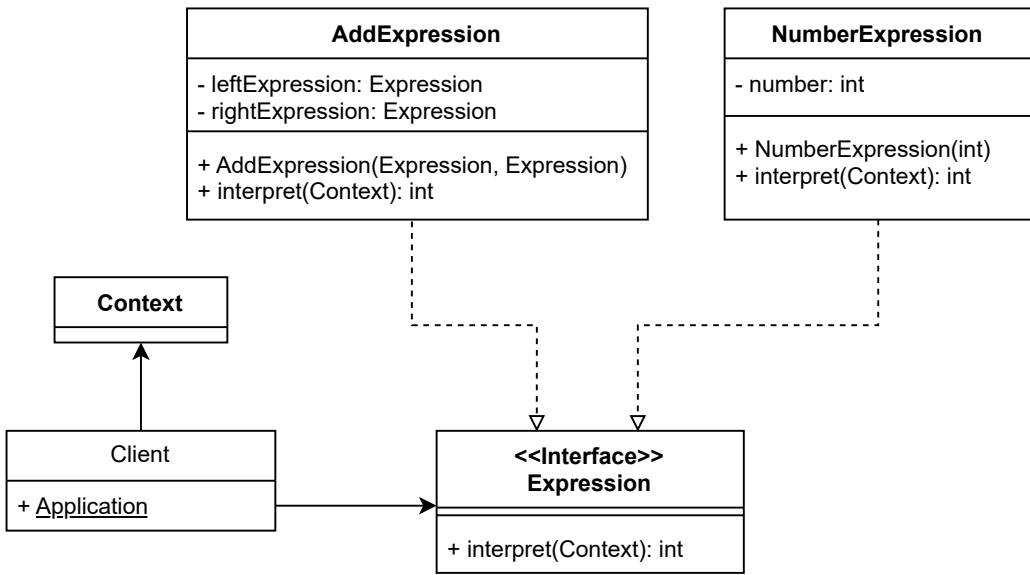 AddExpression
- leftExpression: Expression
- rightExpression: Expression
+ AddExpression(Expression, Expression)
+ interpret(Context): int
NumberExpression
- number: int
+ NumberExpression(int)
+ interpret(Context): int
Context
Client
+ Application
<<Interface>>
Expression
+ interpret(Context): int